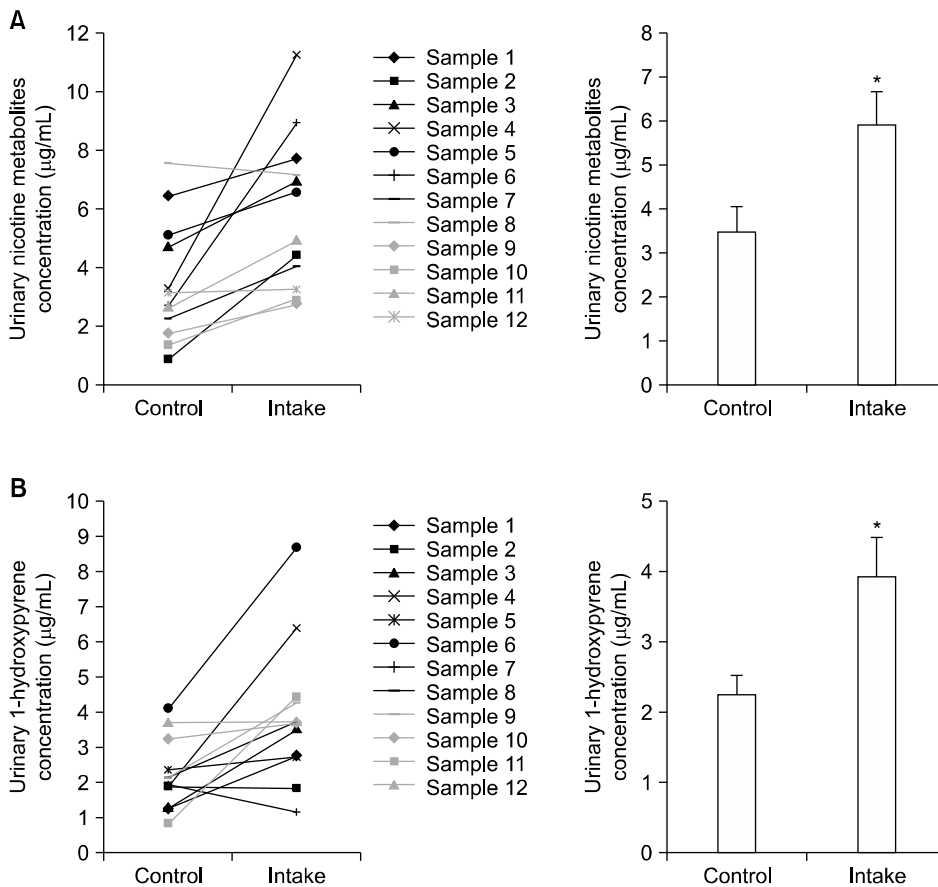 A
Urinary nicotine metabolites
concentration (μg/mL)
12
10
8
6
4
2
0
Control
Intake
Sample 1
Sample 2
Sample 3
Sample 4
Sample 5
Sample 6
Sample 7
Sample 8
Sample 9
Sample 10
Sample 11
Sample 12
Urinary nicotine metabolites
concentration (μg/mL)
8
7
6
5
4
3
2
1
0
*
Control
Intake
B
Urinary 1-hydroxypyrene
concentration (μg/mL)
10
9
8
7
6
5
4
3
2
1
0
Control
Intake
Sample 1
Sample 2
Sample 3
Sample 4
Sample 5
Sample 6
Sample 7
Sample 8
Sample 9
Sample 10
Sample 11
Sample 12
Urinary 1-hydroxypyrene
concentration (μg/mL)
5
4
3
2
1
0
*
Control
Intake